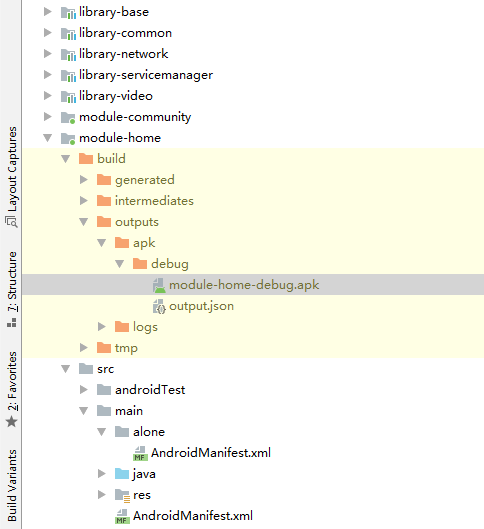 library-base
library-common
library-network
library-servicemanager
library-video
module-community
module-home
build
generated
intermediates
outputs
apk
debug
module-home-debug.apk
output.json
logs
tmp
src
androidTest
main
alone
AndroidManifest.xml
java
res
AndroidManifest.xml
Layout Captures
7: Structure
2: Favorites
Build Variants